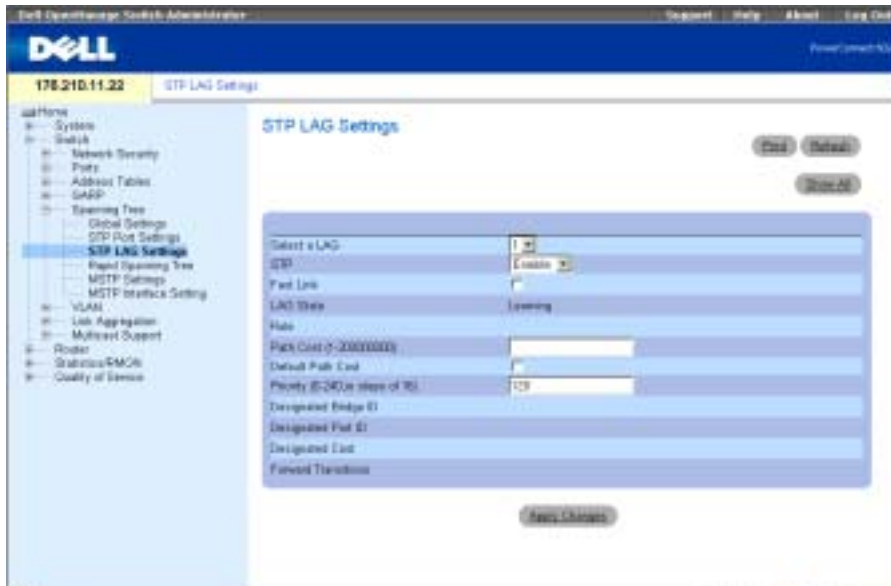 Dell OpenManage Switch Administrator
Support Help About Log Out
DELL
PowerConnect
176.210.11.22 STP LAG Settings
Home
System
Switch
Network Security
Ports
Address Tables
GARP
Spanning Tree
Global Settings
STP Port Settings
STP LAG Settings
Rapid Spanning Tree
MSTP Settings
MSTP Interface Setting
VLAN
Link Aggregation
Multicast Support
Router
Statistics/RMON
Quality of Service
STP LAG Settings
Print Refresh
Show All
Select a LAG 1
STP Enable
Fast Link
LAG State Learning
Role
Path Cost (1-200000000)
Default Path Cost
Priority (0-240,in steps of 16) 128
Designated Bridge ID
Designated Port ID
Designated Cost
Forward Transitions
Apply Changes